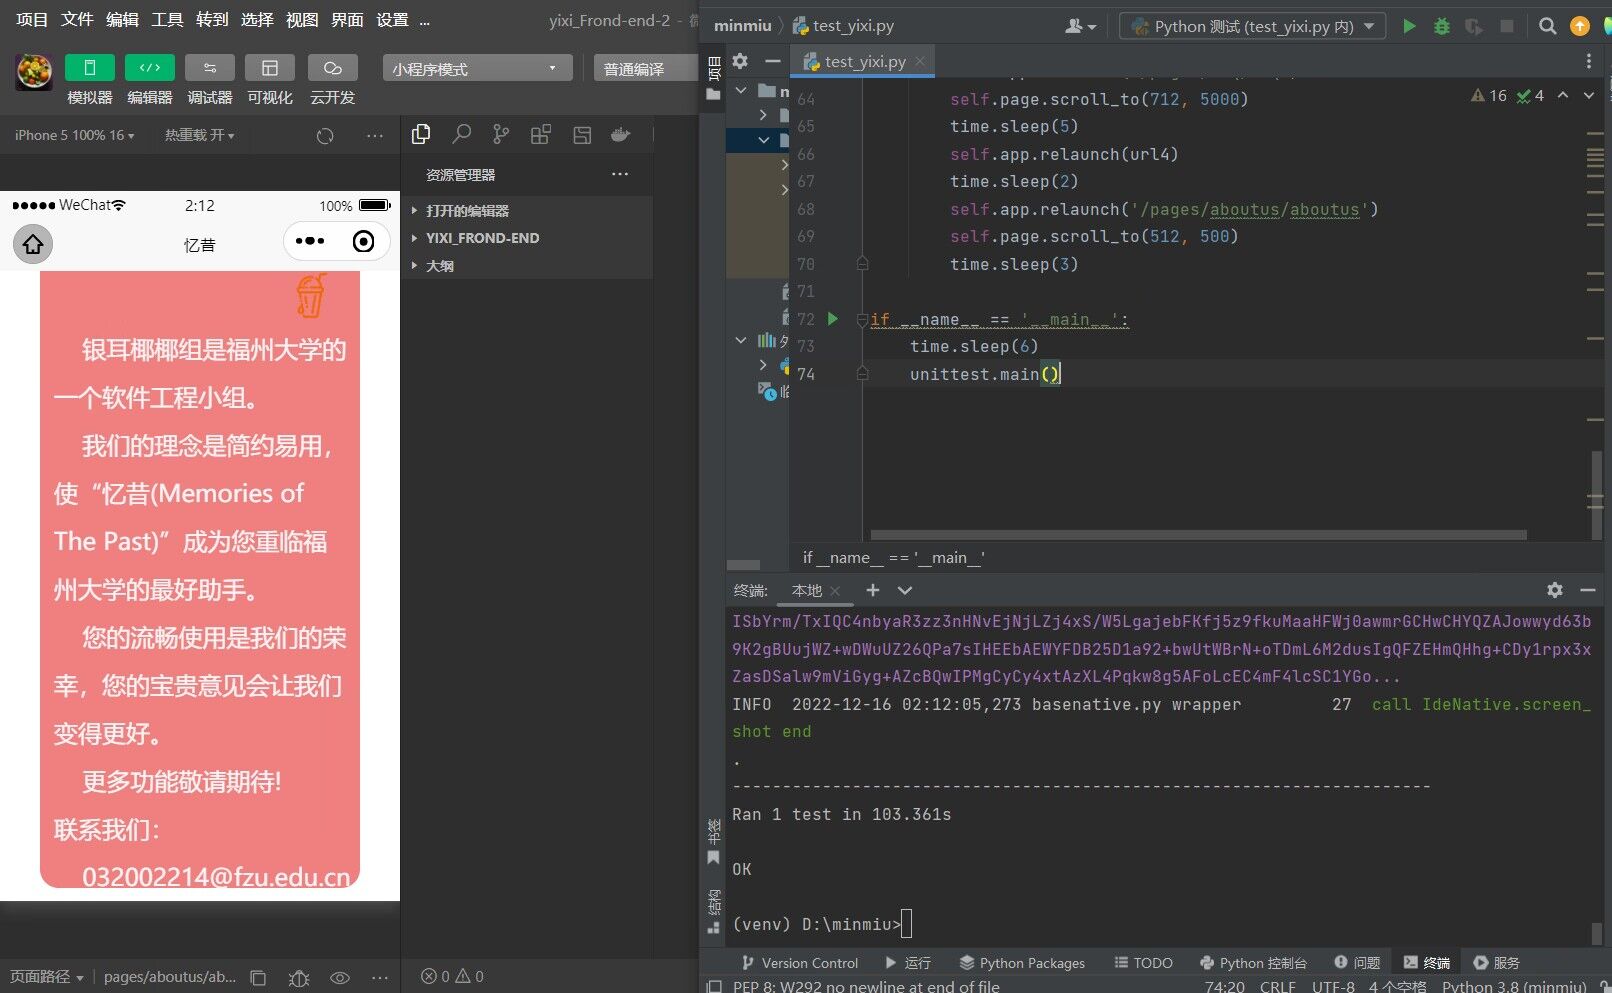 项目 文件 编辑 工具 转到 选择 视图 界面 设置 ... yixi_Frond-end-2 -
模拟器 编辑器 调试器 可视化 云开发
小程序模式 普通编译
iPhone 5 100% 16 热重载 开
WeChat 2:12 100%
忆昔
银耳椰椰组是福州大学的
一个软件工程小组。
我们的理念是简约易用，
使“忆昔(Memories of
The Past)”成为您重临福
州大学的最好助手。
您的流畅使用是我们的荣
幸，您的宝贵意见会让我们
变得更好。
更多功能敬请期待!
联系我们：
032002214@fzu.edu.cn
页面路径 pages/aboutus/ab...
资源管理器 ...
打开的编辑器
YIXI_FROND-END
大纲
0 0
minmiu test_yixi.py Python 测试 (test_yixi.py 内)
项目
test_yixi.py
16 4
64 self.page.scroll_to(712, 5000)
65 time.sleep(5)
66 self.app.relaunch(url4)
67 time.sleep(2)
68 self.app.relaunch('/pages/aboutus/aboutus')
69 self.page.scroll_to(512, 500)
70 time.sleep(3)
71
72 if __name__ == '__main__':
73 time.sleep(6)
74 unittest.main()
if __name__ == '__main__'
终端: 本地
ISbYrm/TxIQC4nbyaR3zz3nHNvEjNjLZj4xS/W5LgajebFKfj5z9fkuMaaHFWj0awmrGCHwCHYQZAJowwyd63b
9K2gBUujWZ+wDWuUZ26QPa7sIHEEbAEWYFDB25D1a92+bwUtWBrN+oTDmL6M2dusIgQFZEHmQHhg+CDy1rpx3x
ZasDSalw9mViGyg+AZcBQwIPMgCyCy4xtAzXL4Pqkw8g5AFoLcEC4mF4lcSC1YGo...
INFO 2022-12-16 02:12:05,273 basenative.py wrapper 27 call IdeNative.screen_
shot end
.
----------------------------------------------------------------------
Ran 1 test in 103.361s
OK
(venv) D:\minmiu>
书签
结构
Version Control 运行 Python Packages TODO Python 控制台 问题 终端 服务
PEP 8: W292 no newline at end of file 74:20 CRLF UTF-8 4 个空格 Python 3.8 (minmiu)